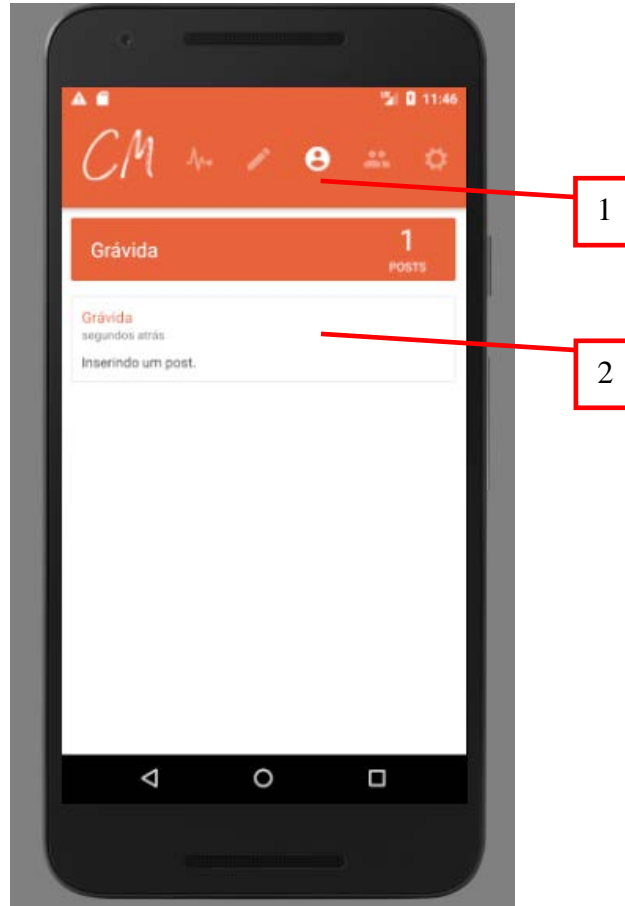 11:46
CM
1
Grávida
1
POSTS
Grávida
segundos atrás
2
Inserindo um post.